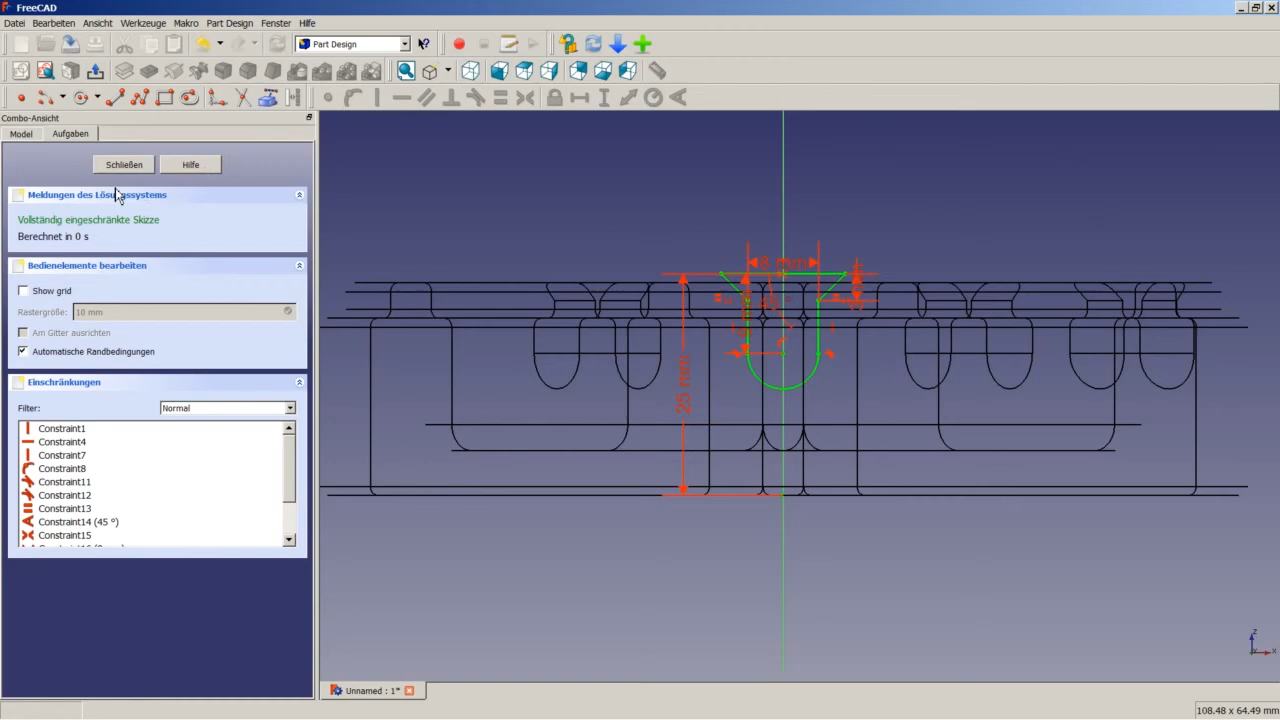 FreeCAD
Datei Bearbeiten Ansicht Werkzeuge Makro Part Design Fenster Hilfe
Part Design
Combo-Ansicht
Model Aufgaben
Schließen Hilfe
Meldungen des Lösungssystems
Vollständig eingeschränkte Skizze
Berechnet in 0 s
Bedienelemente bearbeiten
Show grid
Rastergröße: 10 mm
Am Gitter ausrichten
Automatische Randbedingungen
Einschränkungen
Filter: Normal
Constraint1
Constraint4
Constraint7
Constraint8
Constraint11
Constraint12
Constraint13
Constraint14 (45 °)
Constraint15
8 mm
45 °
25 mm
z
x
Unnamed : 1*
108.48 x 64.49 mm